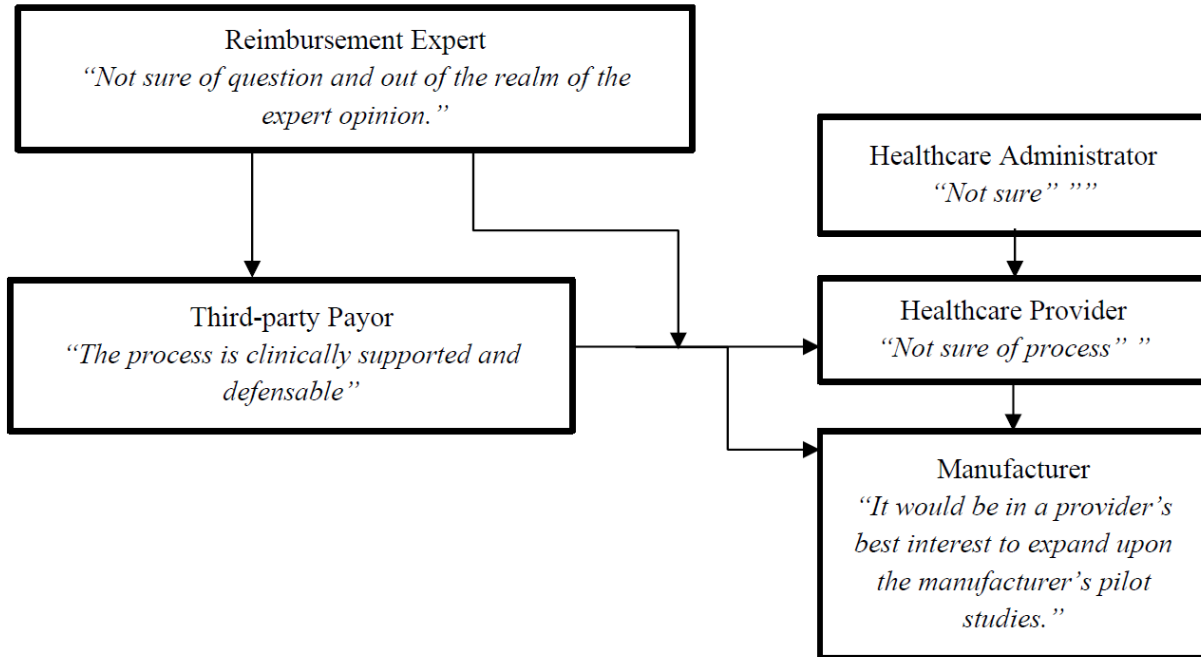 Reimbursement Expert
“Not sure of question and out of the realm of the
expert opinion.”
Healthcare Administrator
“Not sure” ””
Third-party Payor
“The process is clinically supported and
defensable”
Healthcare Provider
“Not sure of process” ”
Manufacturer
“It would be in a provider’s
best interest to expand upon
the manufacturer’s pilot
studies.”